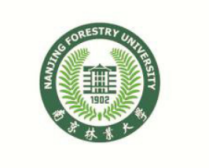 NANJING FORESTRY UNIVERSITY
1902
南京林业大学